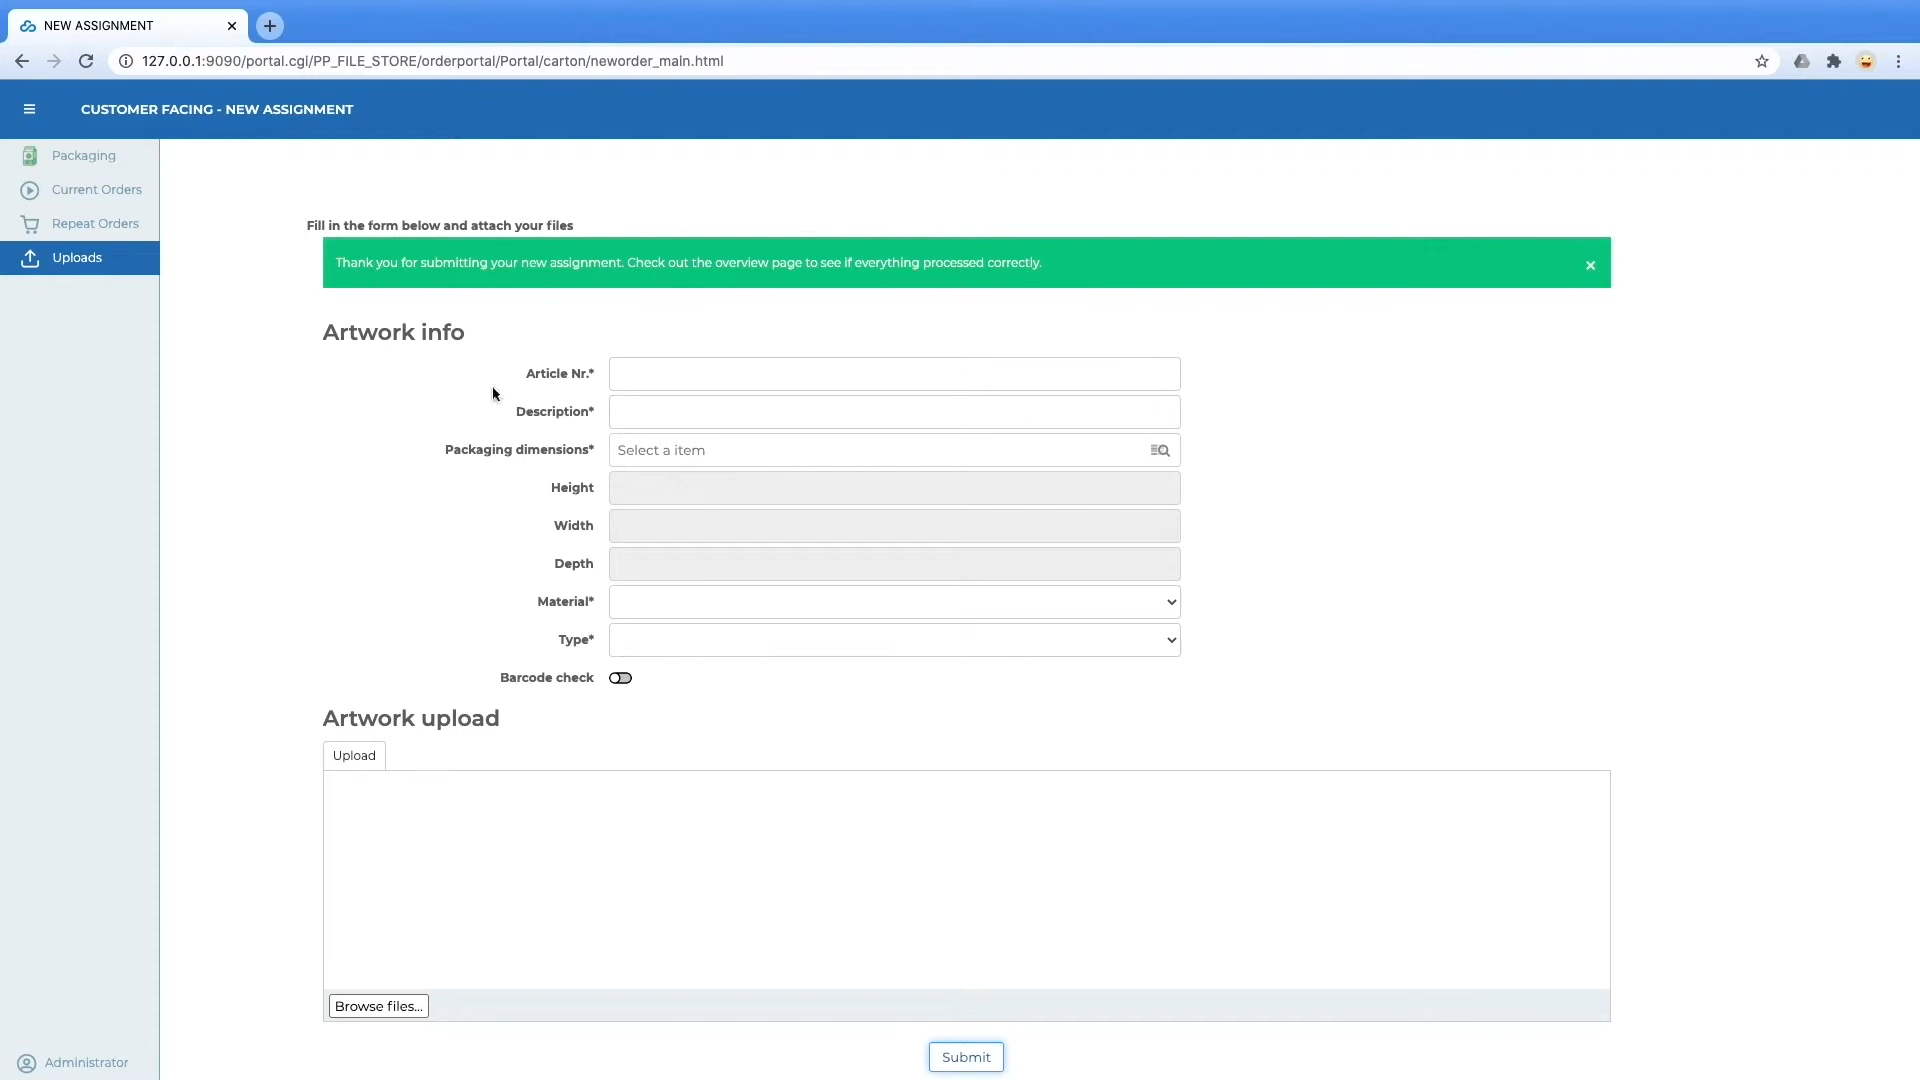 NEW ASSIGNMENT
127.0.0.1:9090/portal.cgi/PP_FILE_STORE/orderportal/Portal/carton/neworder_main.html
CUSTOMER FACING - NEW ASSIGNMENT
Packaging
Current Orders
Repeat Orders
Uploads
Fill in the form below and attach your files
Thank you for submitting your new assignment. Check out the overview page to see if everything processed correctly.
Artwork info
Article Nr.*
Description*
Packaging dimensions*
Select a item
Height
Width
Depth
Material*
Type*
Barcode check
Artwork upload
Upload
Browse files...
Submit
Administrator